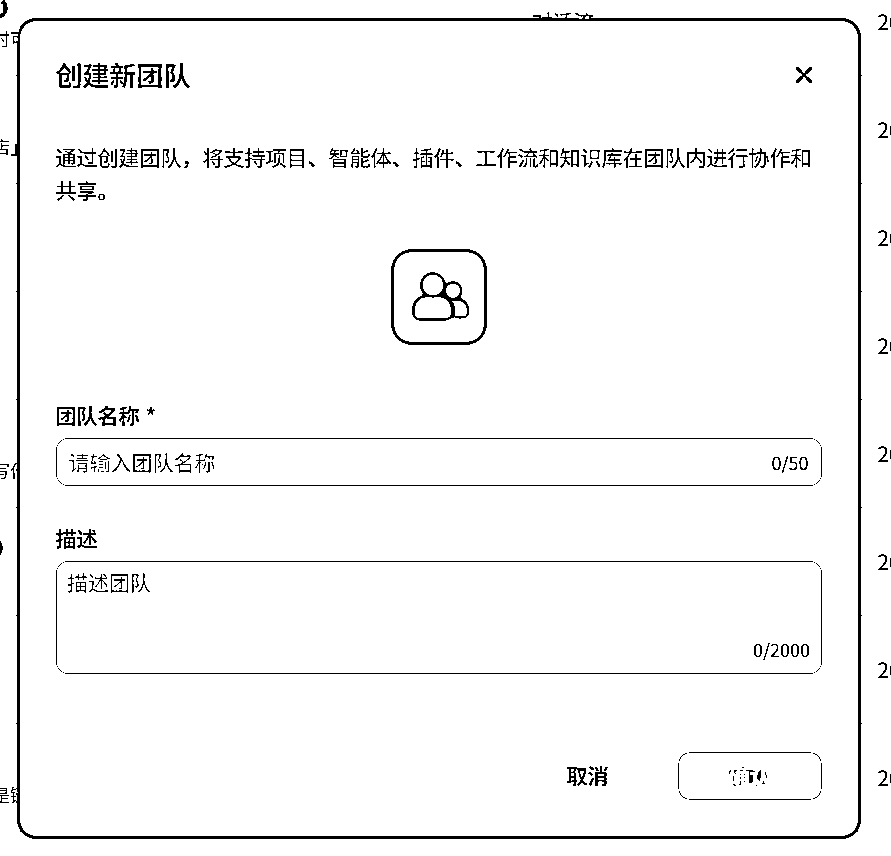 创建新团队
通过创建团队，将支持项目、智能体、插件、工作流和知识库在团队内进行协作和
共享。
团队名称 *
请输入团队名称 0/50
描述
描述团队
0/2000
取消